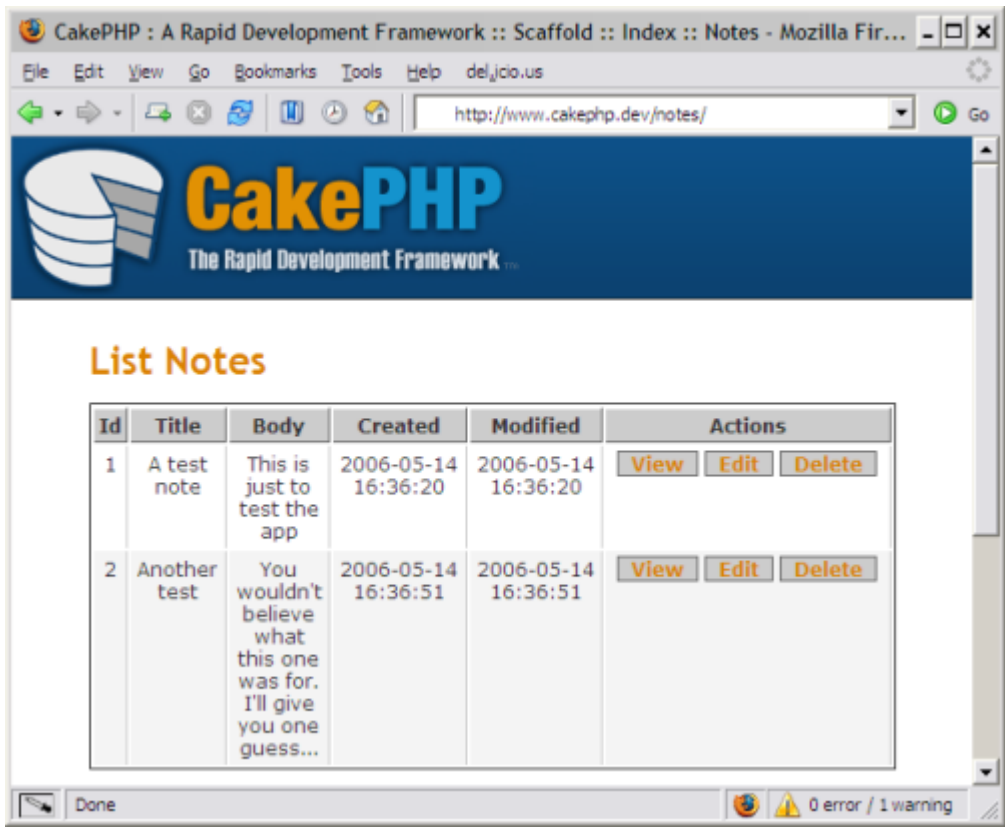 CakePHP : A Rapid Development Framework :: Scaffold :: Index :: Notes - Mozilla Fir...
File Edit View Go Bookmarks Tools Help del.icio.us
http://www.cakephp.dev/notes/ Go
CakePHP
The Rapid Development Framework TM
List Notes
Id Title Body Created Modified Actions
1 A test This is 2006-05-14 2006-05-14 View Edit Delete
note just to 16:36:20 16:36:20
test the
app
2 Another You 2006-05-14 2006-05-14 View Edit Delete
test wouldn't 16:36:51 16:36:51
believe
what
this one
was for.
I'll give
you one
guess...
Done 0 error / 1 warning